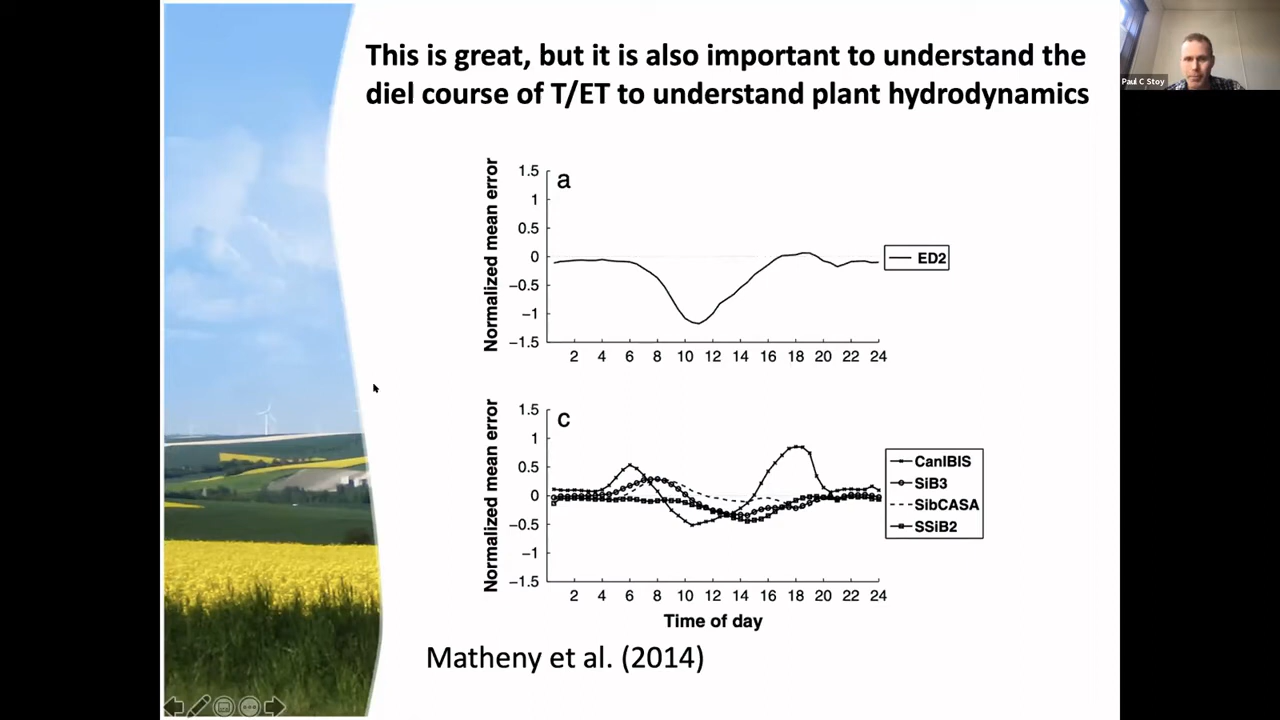 This is great, but it is also important to understand the
diel course of T/ET to understand plant hydrodynamics
Paul C Stoy
Normalized mean error
1.5
1
0.5
0
−0.5
−1
−1.5
a
ED2
2 4 6 8 10 12 14 16 18 20 22 24
Normalized mean error
1.5
1
0.5
0
−0.5
−1
−1.5
c
CanIBIS
SiB3
SibCASA
SSiB2
2 4 6 8 10 12 14 16 18 20 22 24
Time of day
Matheny et al. (2014)